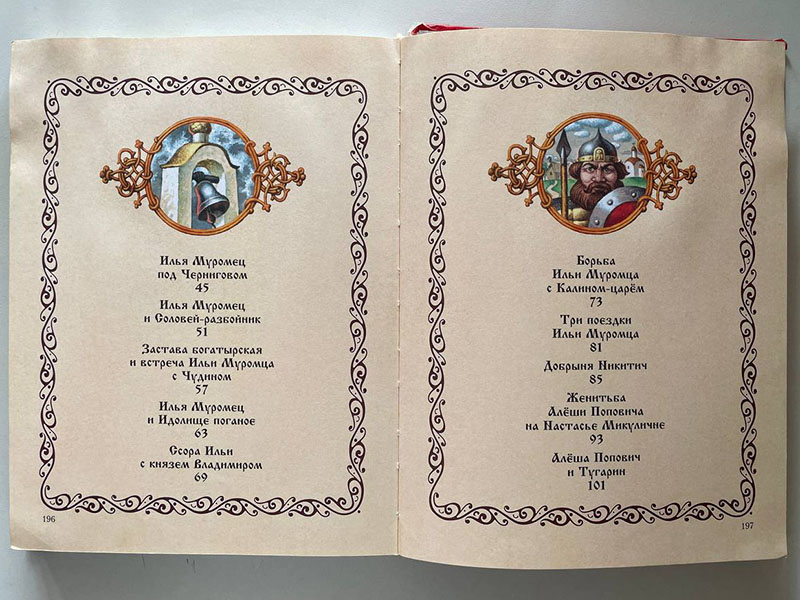 Илья Муромец
под Черниговом
45
Илья Муромец
и Соловей-разбойник
51
Застава богатырская
и встреча Ильи Муромца
с Чудином
57
Илья Муромец
и Идолище поганое
63
Ссора Ильи
с князем Владимиром
69
196
Борьба
Ильи Муромца
с Калином-царём
73
Три поездки
Ильи Муромца
81
Добрыня Никитич
85
Женитьба
Алёши Поповича
на Настасье Микуличне
93
Алёша Попович
и Тугарин
101
197